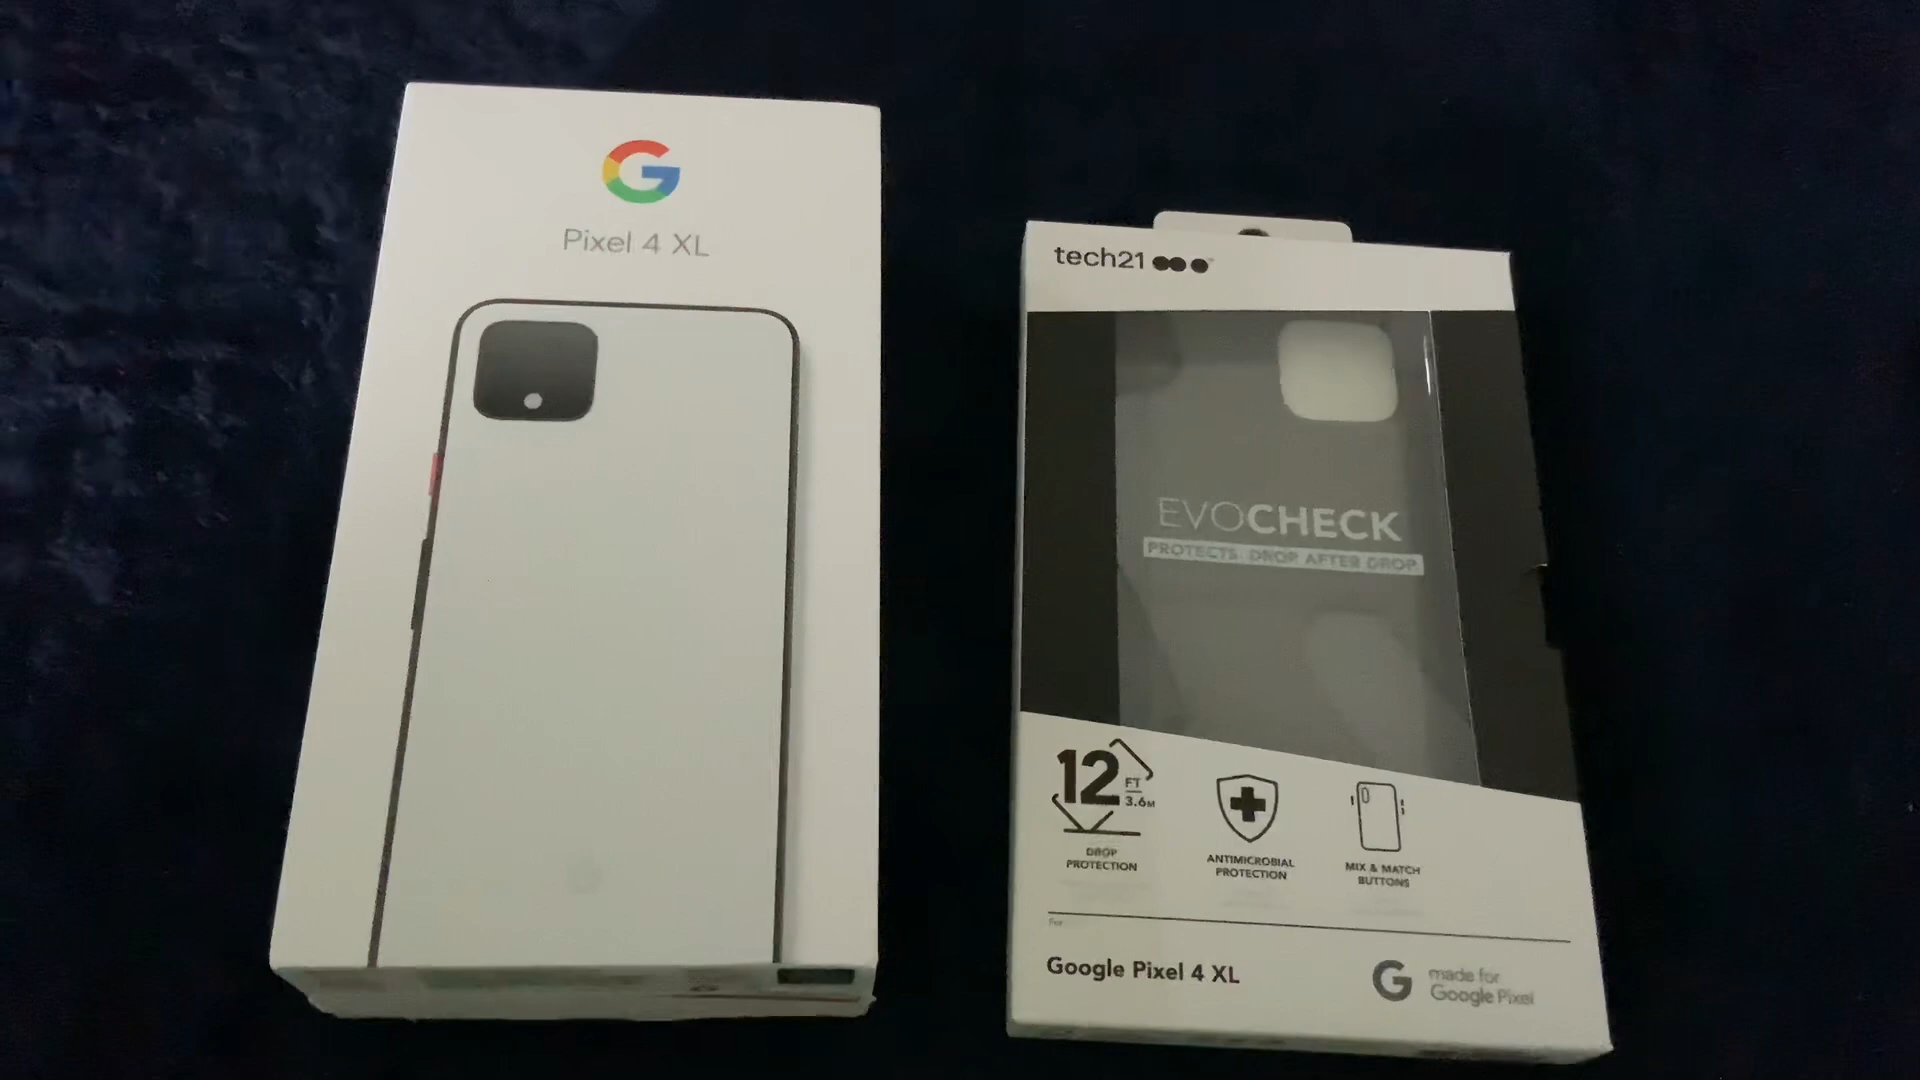 Pixel 4 XL
tech21
EVOCHECK
PROTECTS. DROP AFTER DROP.
12 FT
3.6M
DROP
PROTECTION
ANTIMICROBIAL
PROTECTION
MIX & MATCH
BUTTONS
For
Google Pixel 4 XL
made for
Google Pixel